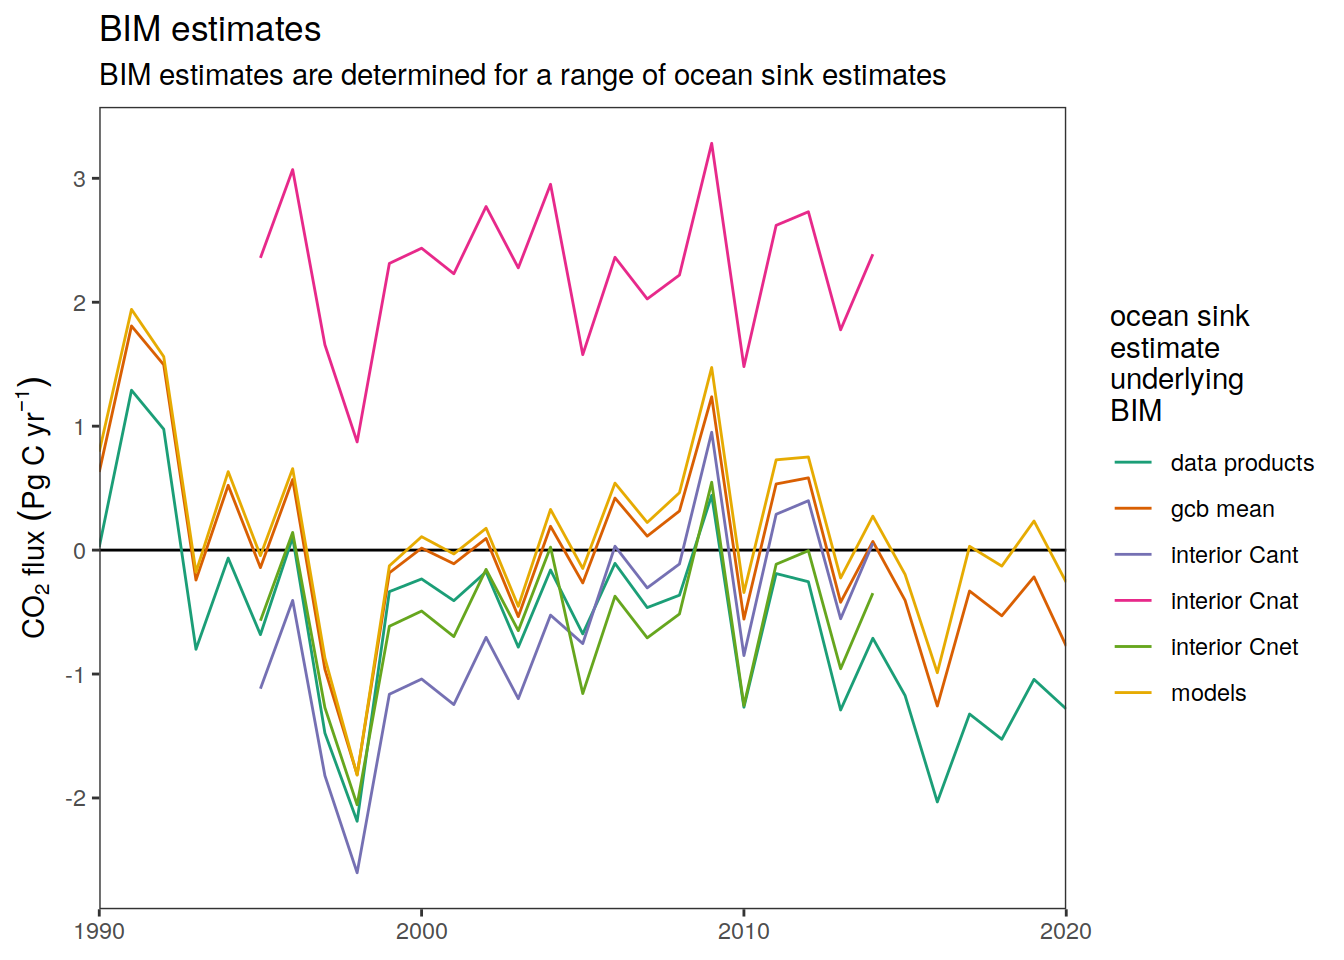 BIM estimates
BIM estimates are determined for a range of ocean sink estimates
CO₂ flux (Pg C yr⁻¹)
3
2
1
0
-1
-2
1990
2000
2010
2020
ocean sink
estimate
underlying
BIM
data products
gcb mean
interior Cant
interior Cnat
interior Cnet
models